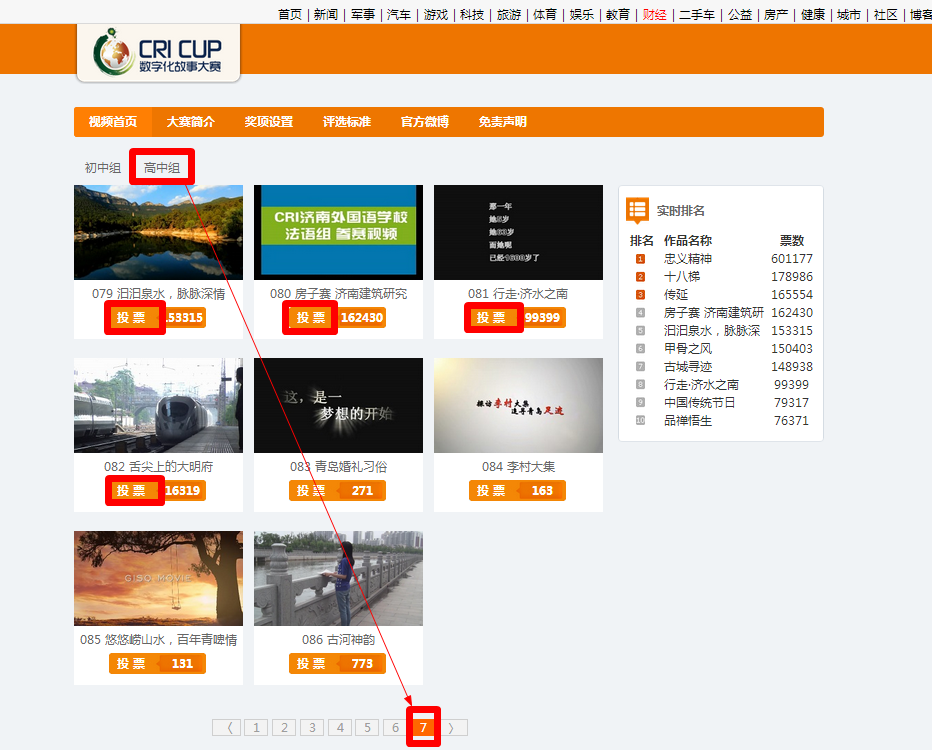 首页 | 新闻 | 军事 | 汽车 | 游戏 | 科技 | 旅游 | 体育 | 娱乐 | 教育 | 财经 | 二手车 | 公益 | 房产 | 健康 | 城市 | 社区 | 博客
CRI CUP
数字化故事大赛
视频首页 大赛简介 奖项设置 评选标准 官方微博 免责声明
初中组 高中组
CRI济南外国语学校
法语组 参赛视频
那一年
她5岁
她83岁
而她呢
已经1800岁了
079 汨汨泉水，脉脉深情
投票 153315
080 房子赛 济南建筑研究
投票 162430
081 行走·济水之南
投票 99399
这，是一
梦想的开始
探访李村大集
追寻青岛足迹
082 舌尖上的大明府
投票 16319
083 青岛婚礼习俗
投票 271
084 李村大集
投票 163
GISQ MOVIE
085 悠悠崂山水，百年青啤情
投票 131
086 古河神韵
投票 773
〈 1 2 3 4 5 6 7 〉
实时排名
排名 作品名称 票数
1 忠义精神 601177
2 十八梯 178986
3 传延 165554
4 房子赛 济南建筑研 162430
5 汨汨泉水，脉脉深 153315
6 甲骨之风 150403
7 古城寻迹 148938
8 行走·济水之南 99399
9 中国传统节日 79317
10 品禅悟生 76371